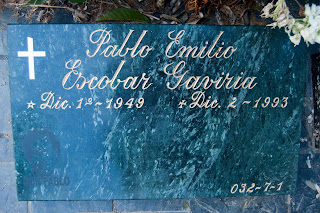 Pablo Emilio
Escobar Gaviria
☆ Dic. 1º-1949 ✝ Dic. 2-1993
032-7-1